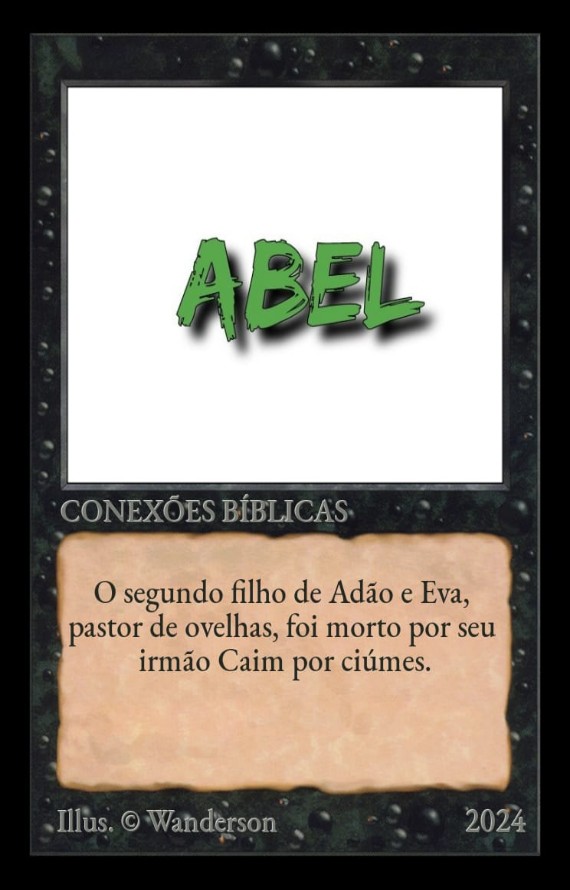 ABEL
CONEXÕES BÍBLICAS
O segundo filho de Adão e Eva,
pastor de ovelhas, foi morto por seu
irmão Caim por ciúmes.
Illus. © Wanderson
2024